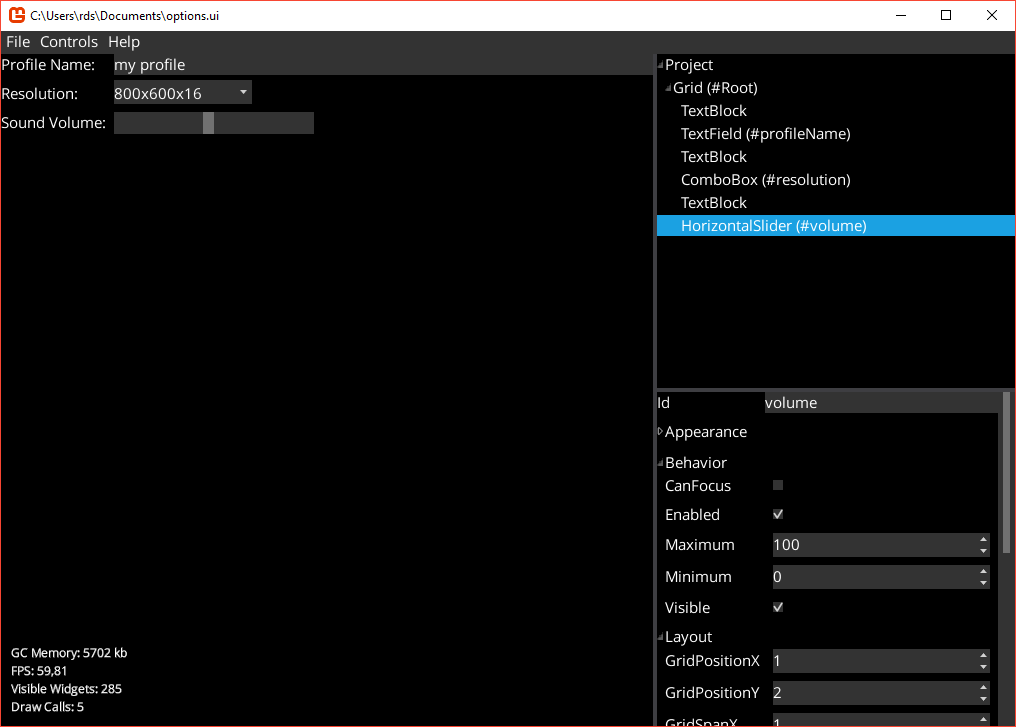 C:\Users\rds\Documents\options.ui
File Controls Help
Profile Name: my profile
Resolution: 800x600x16
Sound Volume:
GC Memory: 5702 kb
FPS: 59,81
Visible Widgets: 285
Draw Calls: 5
Project
Grid (#Root)
TextBlock
TextField (#profileName)
TextBlock
ComboBox (#resolution)
TextBlock
HorizontalSlider (#volume)
Id volume
Appearance
Behavior
CanFocus
Enabled
Maximum 100
Minimum 0
Visible
Layout
GridPositionX 1
GridPositionY 2
GridSpanX 1